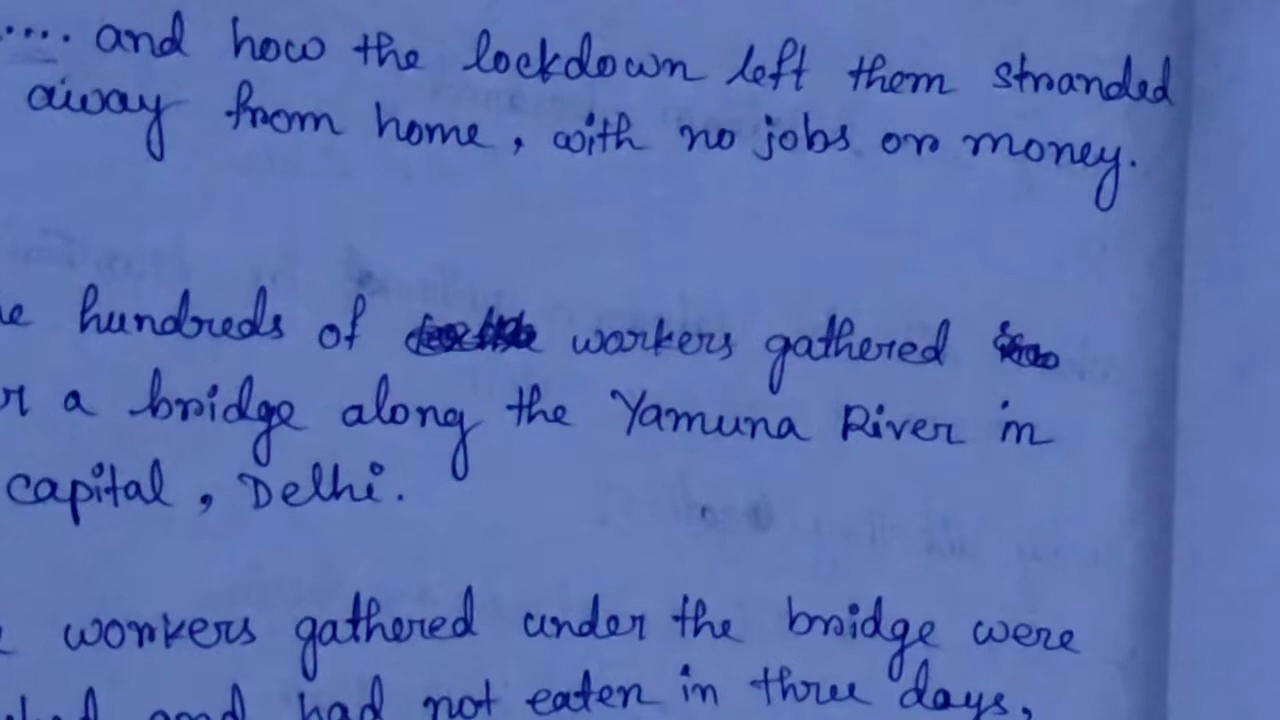 .... and how the lockdown left them stranded
away from home, with no jobs or money.
hundreds of workers gathered
a bridge along the Yamuna River in
capital, Delhi.
workers gathered under the bridge were
and had not eaten in three days,